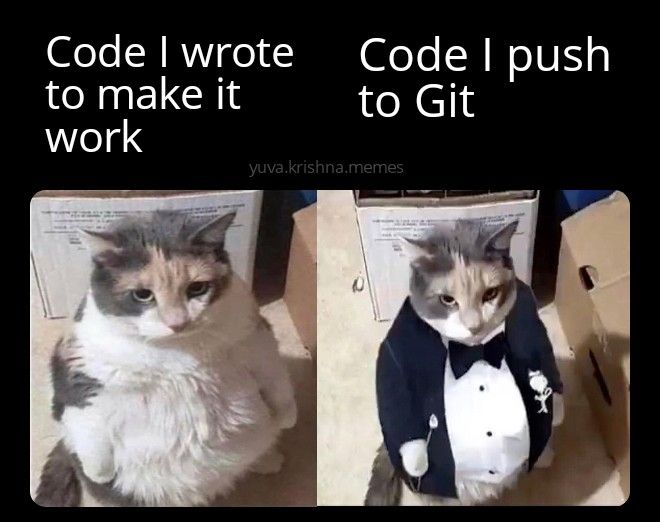 Code I wrote
to make it
work
Code I push
to Git
yuva.krishna.memes